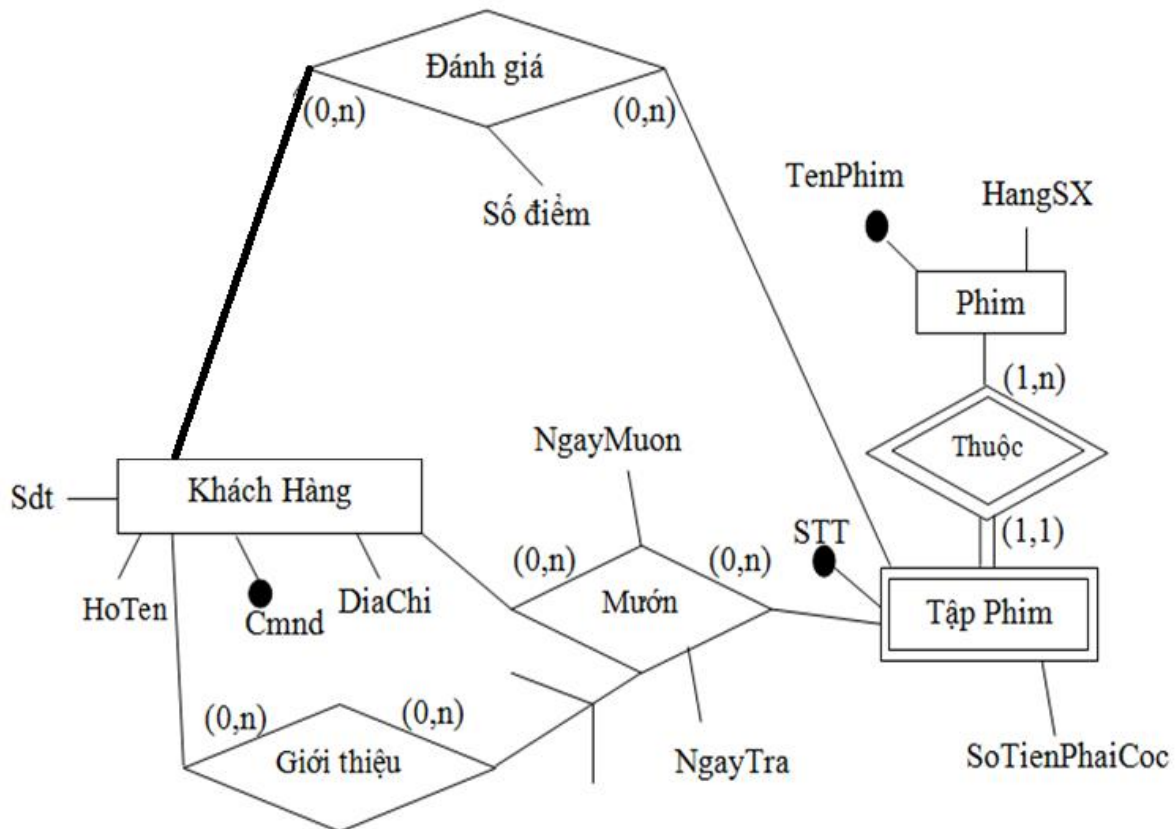 Đánh giá
(0,n)
(0,n)
Số điểm
TenPhim
HangSX
Phim
(1,n)
Thuộc
(1,1)
NgayMuon
Khách Hàng
Sdt
(0,n)
(0,n)
STT
Mướn
Tập Phim
HoTen
Cmnd
DiaChi
(0,n)
(0,n)
Giới thiệu
NgayTra
SoTienPhaiCoc